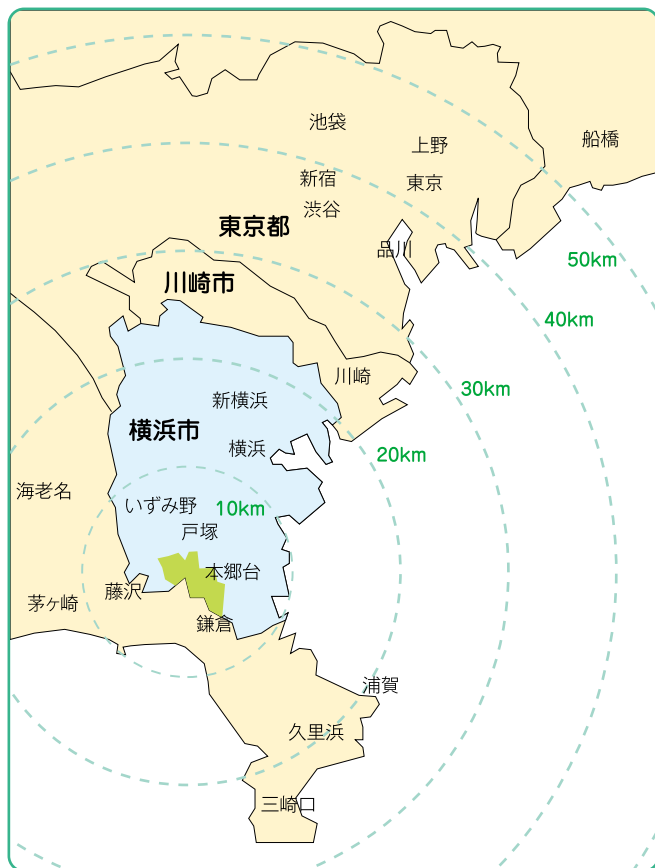 池袋
上野
船橋
新宿
東京
渋谷
東京都
品川
50km
川崎市
40km
川崎
30km
新横浜
横浜市
横浜
20km
海老名
いずみ野
10km
戸塚
本郷台
藤沢
茅ヶ崎
鎌倉
浦賀
久里浜
三崎口